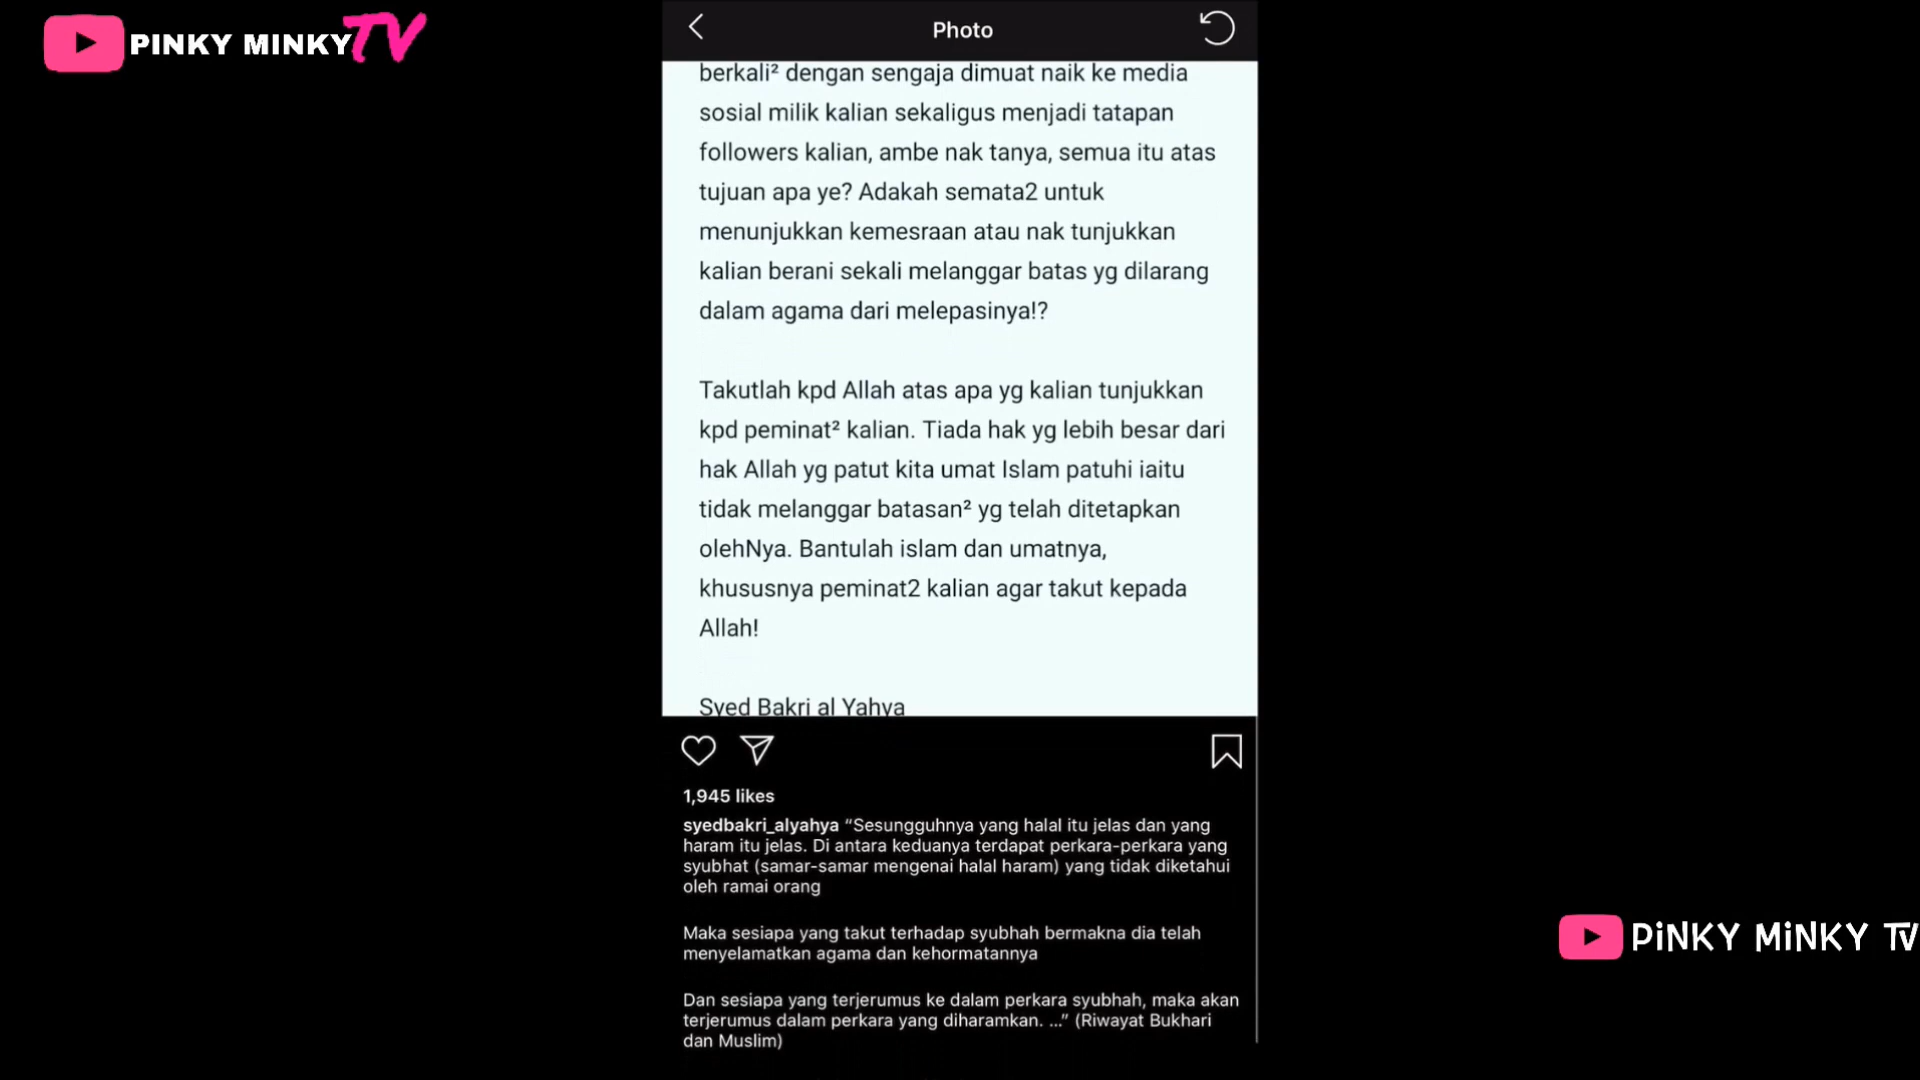 PINKY MINKY TV
Photo
berkali² dengan sengaja dimuat naik ke media
sosial milik kalian sekaligus menjadi tatapan
followers kalian, ambe nak tanya, semua itu atas
tujuan apa ye? Adakah semata2 untuk
menunjukkan kemesraan atau nak tunjukkan
kalian berani sekali melanggar batas yg dilarang
dalam agama dari melepasinya!?
Takutlah kpd Allah atas apa yg kalian tunjukkan
kpd peminat² kalian. Tiada hak yg lebih besar dari
hak Allah yg patut kita umat Islam patuhi iaitu
tidak melanggar batasan² yg telah ditetapkan
olehNya. Bantulah islam dan umatnya,
khususnya peminat2 kalian agar takut kepada
Allah!
Syed Bakri al Yahya
1,945 likes
syedbakri_alyahya “Sesungguhnya yang halal itu jelas dan yang
haram itu jelas. Di antara keduanya terdapat perkara-perkara yang
syubhat (samar-samar mengenai halal haram) yang tidak diketahui
oleh ramai orang
Maka sesiapa yang takut terhadap syubhah bermakna dia telah
menyelamatkan agama dan kehormatannya
Dan sesiapa yang terjerumus ke dalam perkara syubhah, maka akan
terjerumus dalam perkara yang diharamkan. ...” (Riwayat Bukhari
dan Muslim)
PiNKY MiNKY TV